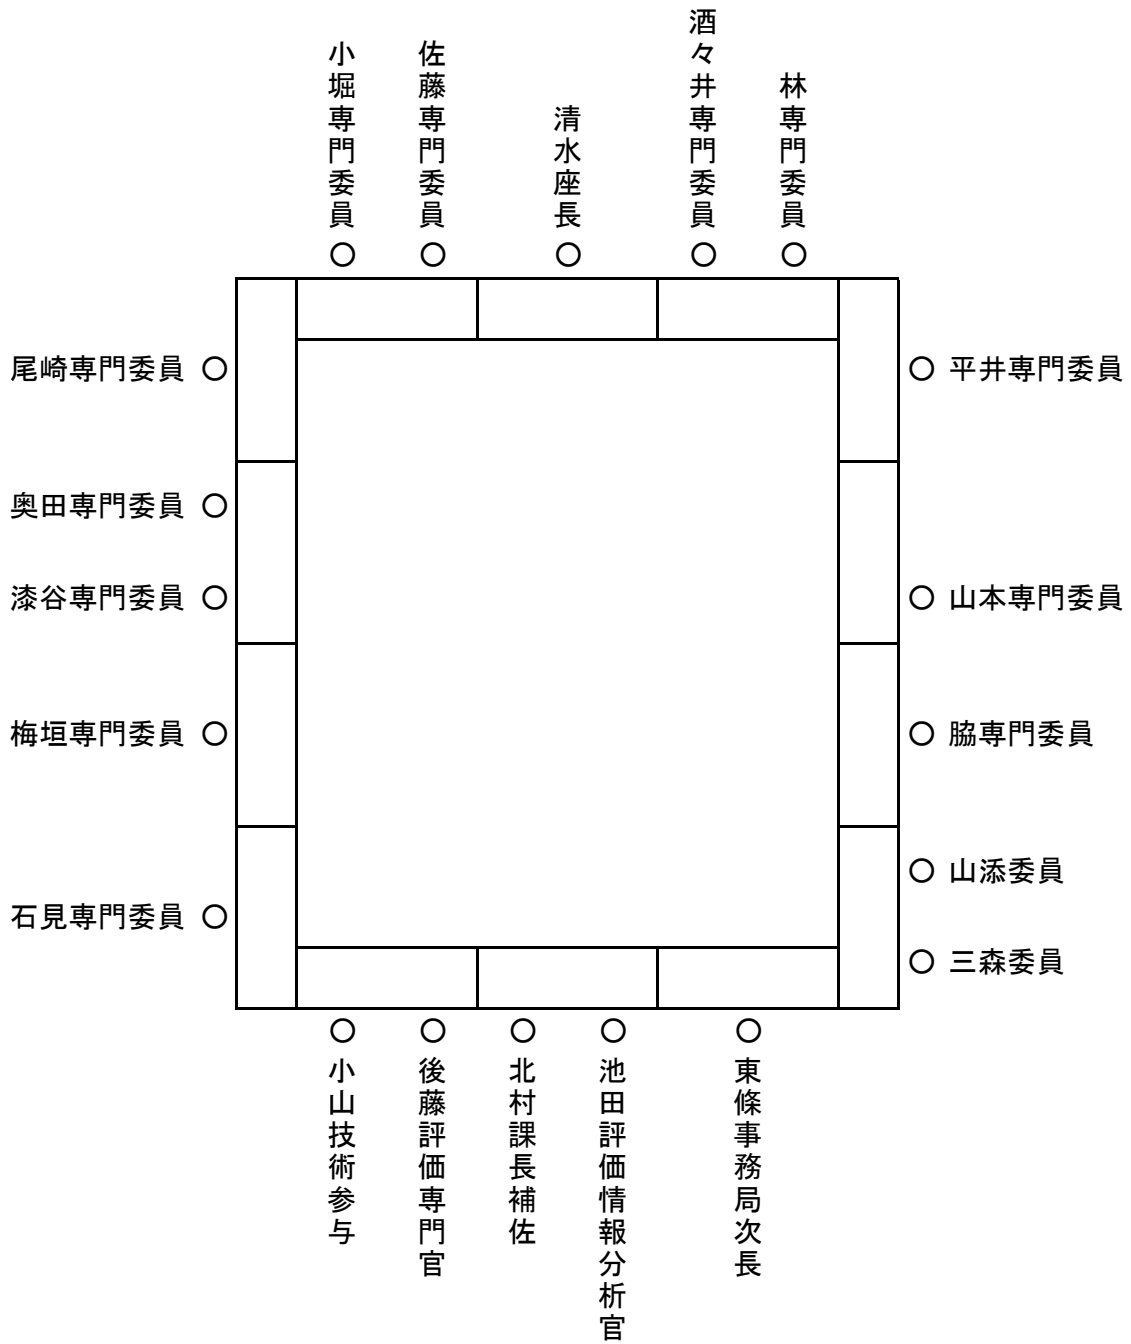 小堀専門委員
佐藤専門委員
清水座長
酒々井専門委員
林専門委員
尾崎専門委員
平井専門委員
奥田専門委員
漆谷専門委員
山本専門委員
梅垣専門委員
脇専門委員
山添委員
石見専門委員
三森委員
小山技術参与
後藤評価専門官
北村課長補佐
池田評価情報分析官
東條事務局次長